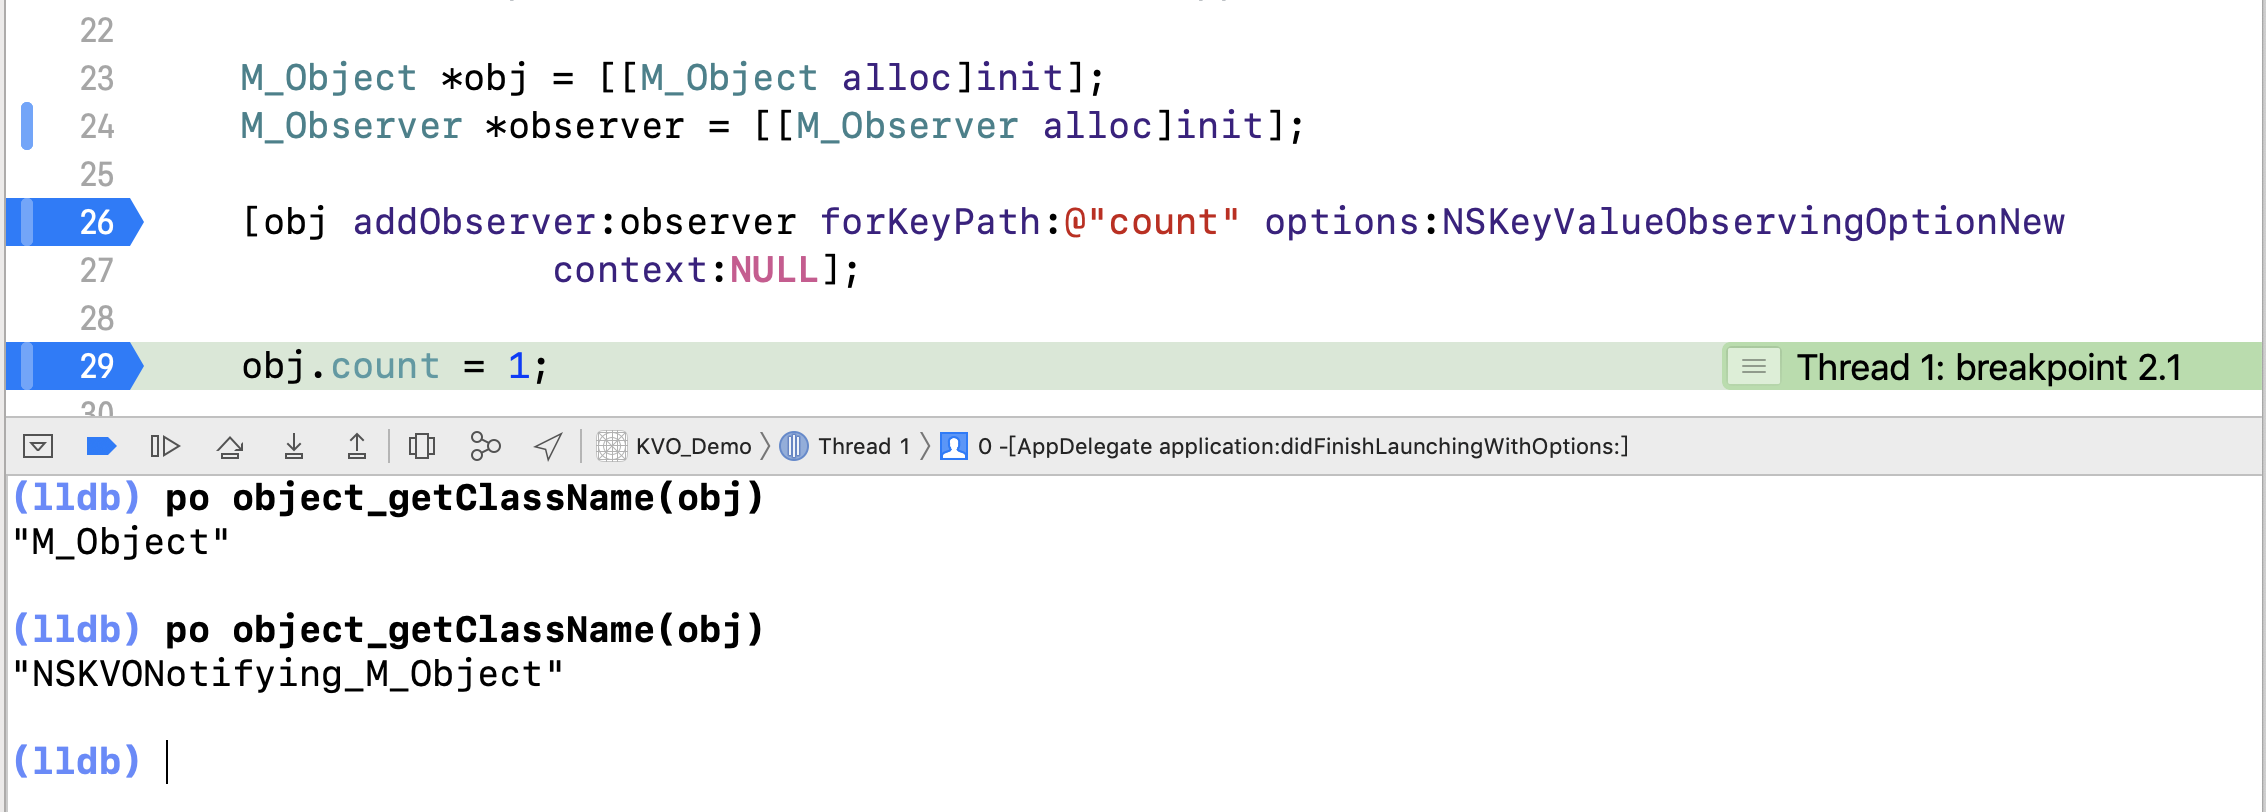 22
23 M_Object *obj = [[M_Object alloc]init];
24 M_Observer *observer = [[M_Observer alloc]init];
25
26 [obj addObserver:observer forKeyPath:@"count" options:NSKeyValueObservingOptionNew
27 context:NULL];
28
29 obj.count = 1; Thread 1: breakpoint 2.1
30
KVO_Demo Thread 1 0 -[AppDelegate application:didFinishLaunchingWithOptions:]
(lldb) po object_getClassName(obj)
"M_Object"
(lldb) po object_getClassName(obj)
"NSKVONotifying_M_Object"
(lldb)